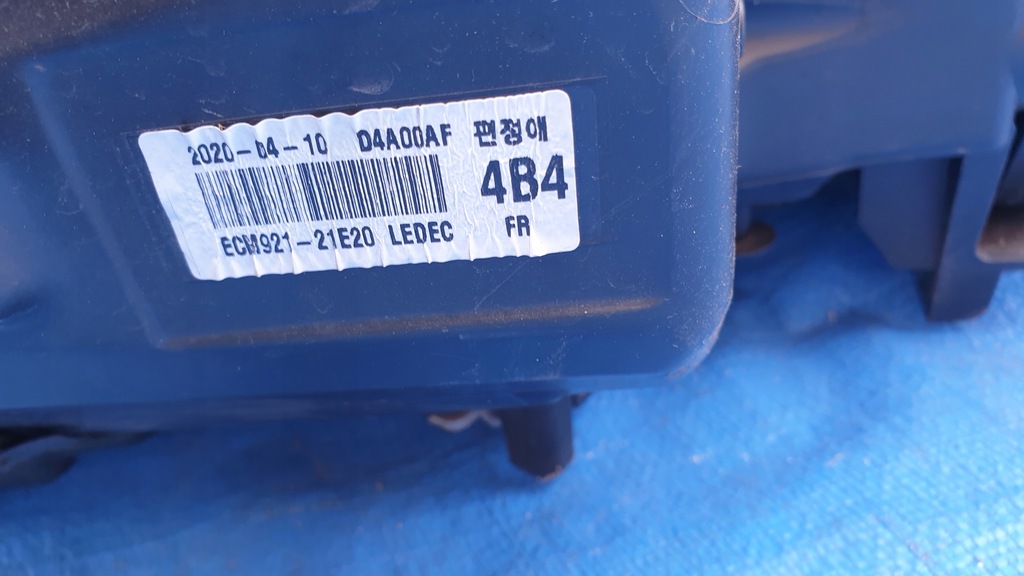 2020-04-10 D4A00AF 편정애
4B4
ECM921-21E20 LEDEC FR